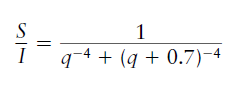 S/I = 1/(q⁻⁴ + (q + 0.7)⁻⁴)